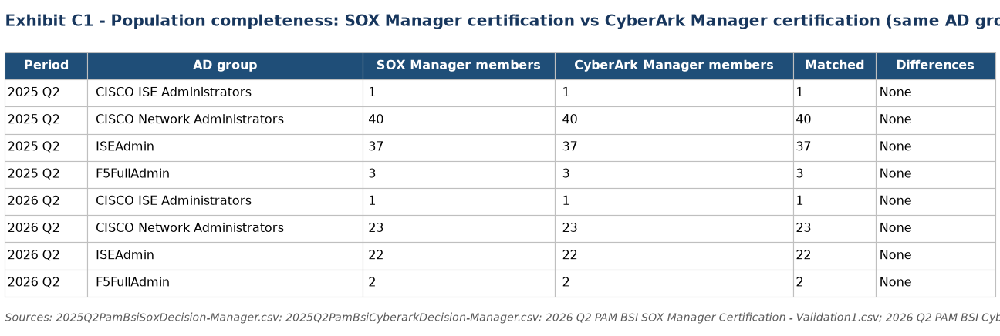 Exhibit C1 - Population completeness: SOX Manager certification vs CyberArk Manager certification (same AD
Period AD group SOX Manager members CyberArk Manager members Matched Differences
2025 Q2 CISCO ISE Administrators 1 1 1 None
2025 Q2 CISCO Network Administrators 40 40 40 None
2025 Q2 ISEAdmin 37 37 37 None
2025 Q2 F5FullAdmin 3 3 3 None
2026 Q2 CISCO ISE Administrators 1 1 1 None
2026 Q2 CISCO Network Administrators 23 23 23 None
2026 Q2 ISEAdmin 22 22 22 None
2026 Q2 F5FullAdmin 2 2 2 None
Sources: 2025Q2PamBsiSoxDecision-Manager.csv; 2025Q2PamBsiCyberarkDecision-Manager.csv; 2026 Q2 PAM BSI SOX Manager Certification - Validation1.csv; 2026 Q2 PAM BSI